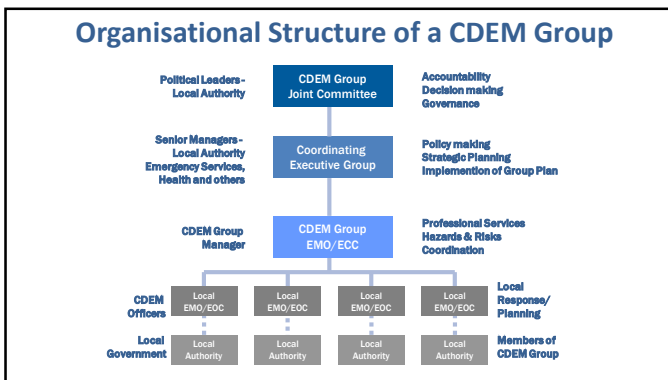 Organisational Structure of a CDEM Group
Political Leaders-
Local Authority
CDEM Group
Joint Committee
Accountability
Decision making
Governance
Senior Managers-
Local Authority
Emergency Services,
Health and others
Coordinating
Executive Group
Policy making
Strategic Planning
Implemention of Group Plan
CDEM Group
Manager
CDEM Group
EMO/ECC
Professional Services
Hazards & Risks
Coordination
CDEM
Officers
Local
EMO/EOC
Local
EMO/EOC
Local
EMO/EOC
Local
EMO/EOC
Local
Response/
Planning
Local
Government
Local
Authority
Local
Authority
Local
Authority
Local
Authority
Members of
CDEM Group